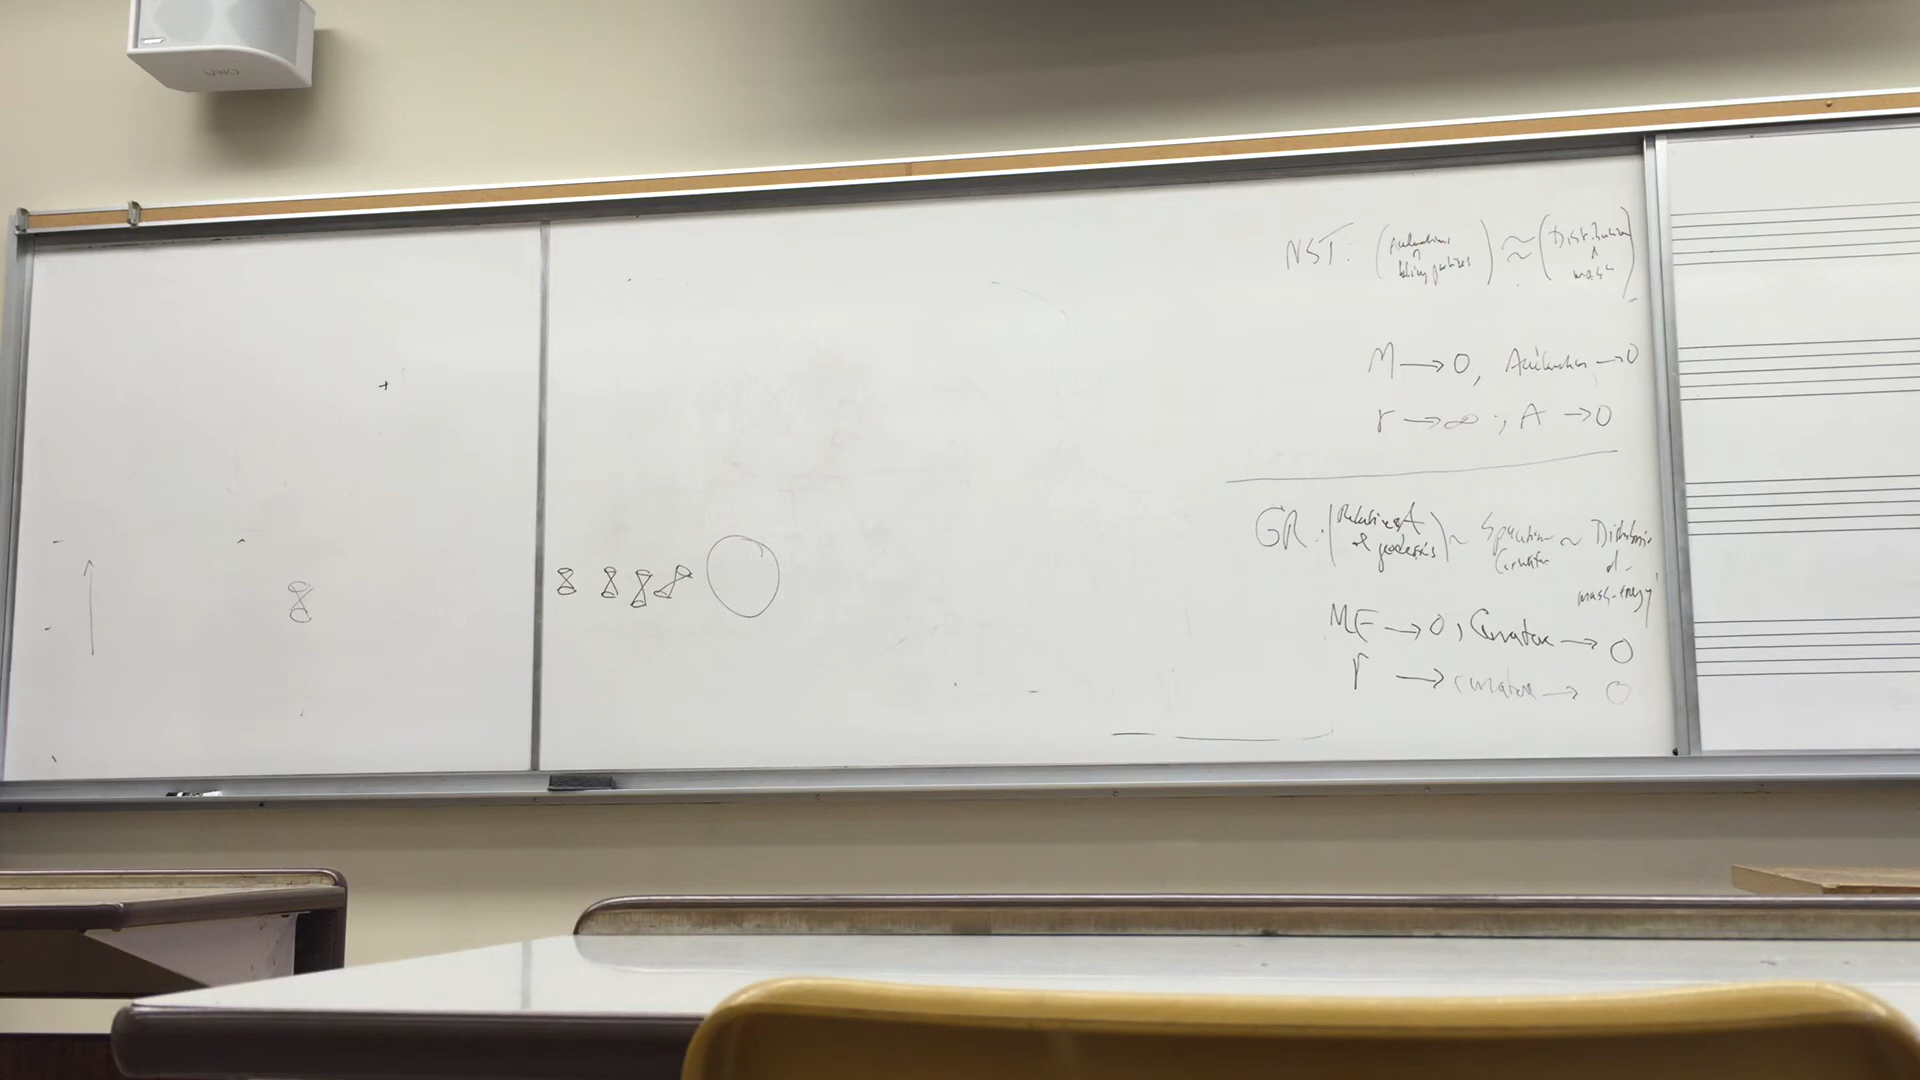 NST: (Accelerations of falling particles) ≈ (Distribution of mass)
M → 0, Acceleration → 0
r → ∞ ; A → 0
GR: (Relative A of geodesics) ~ Spacetime Curvature ~ Distribution of mass-energy
ME → 0, Curvature → 0
r → curvature → 0